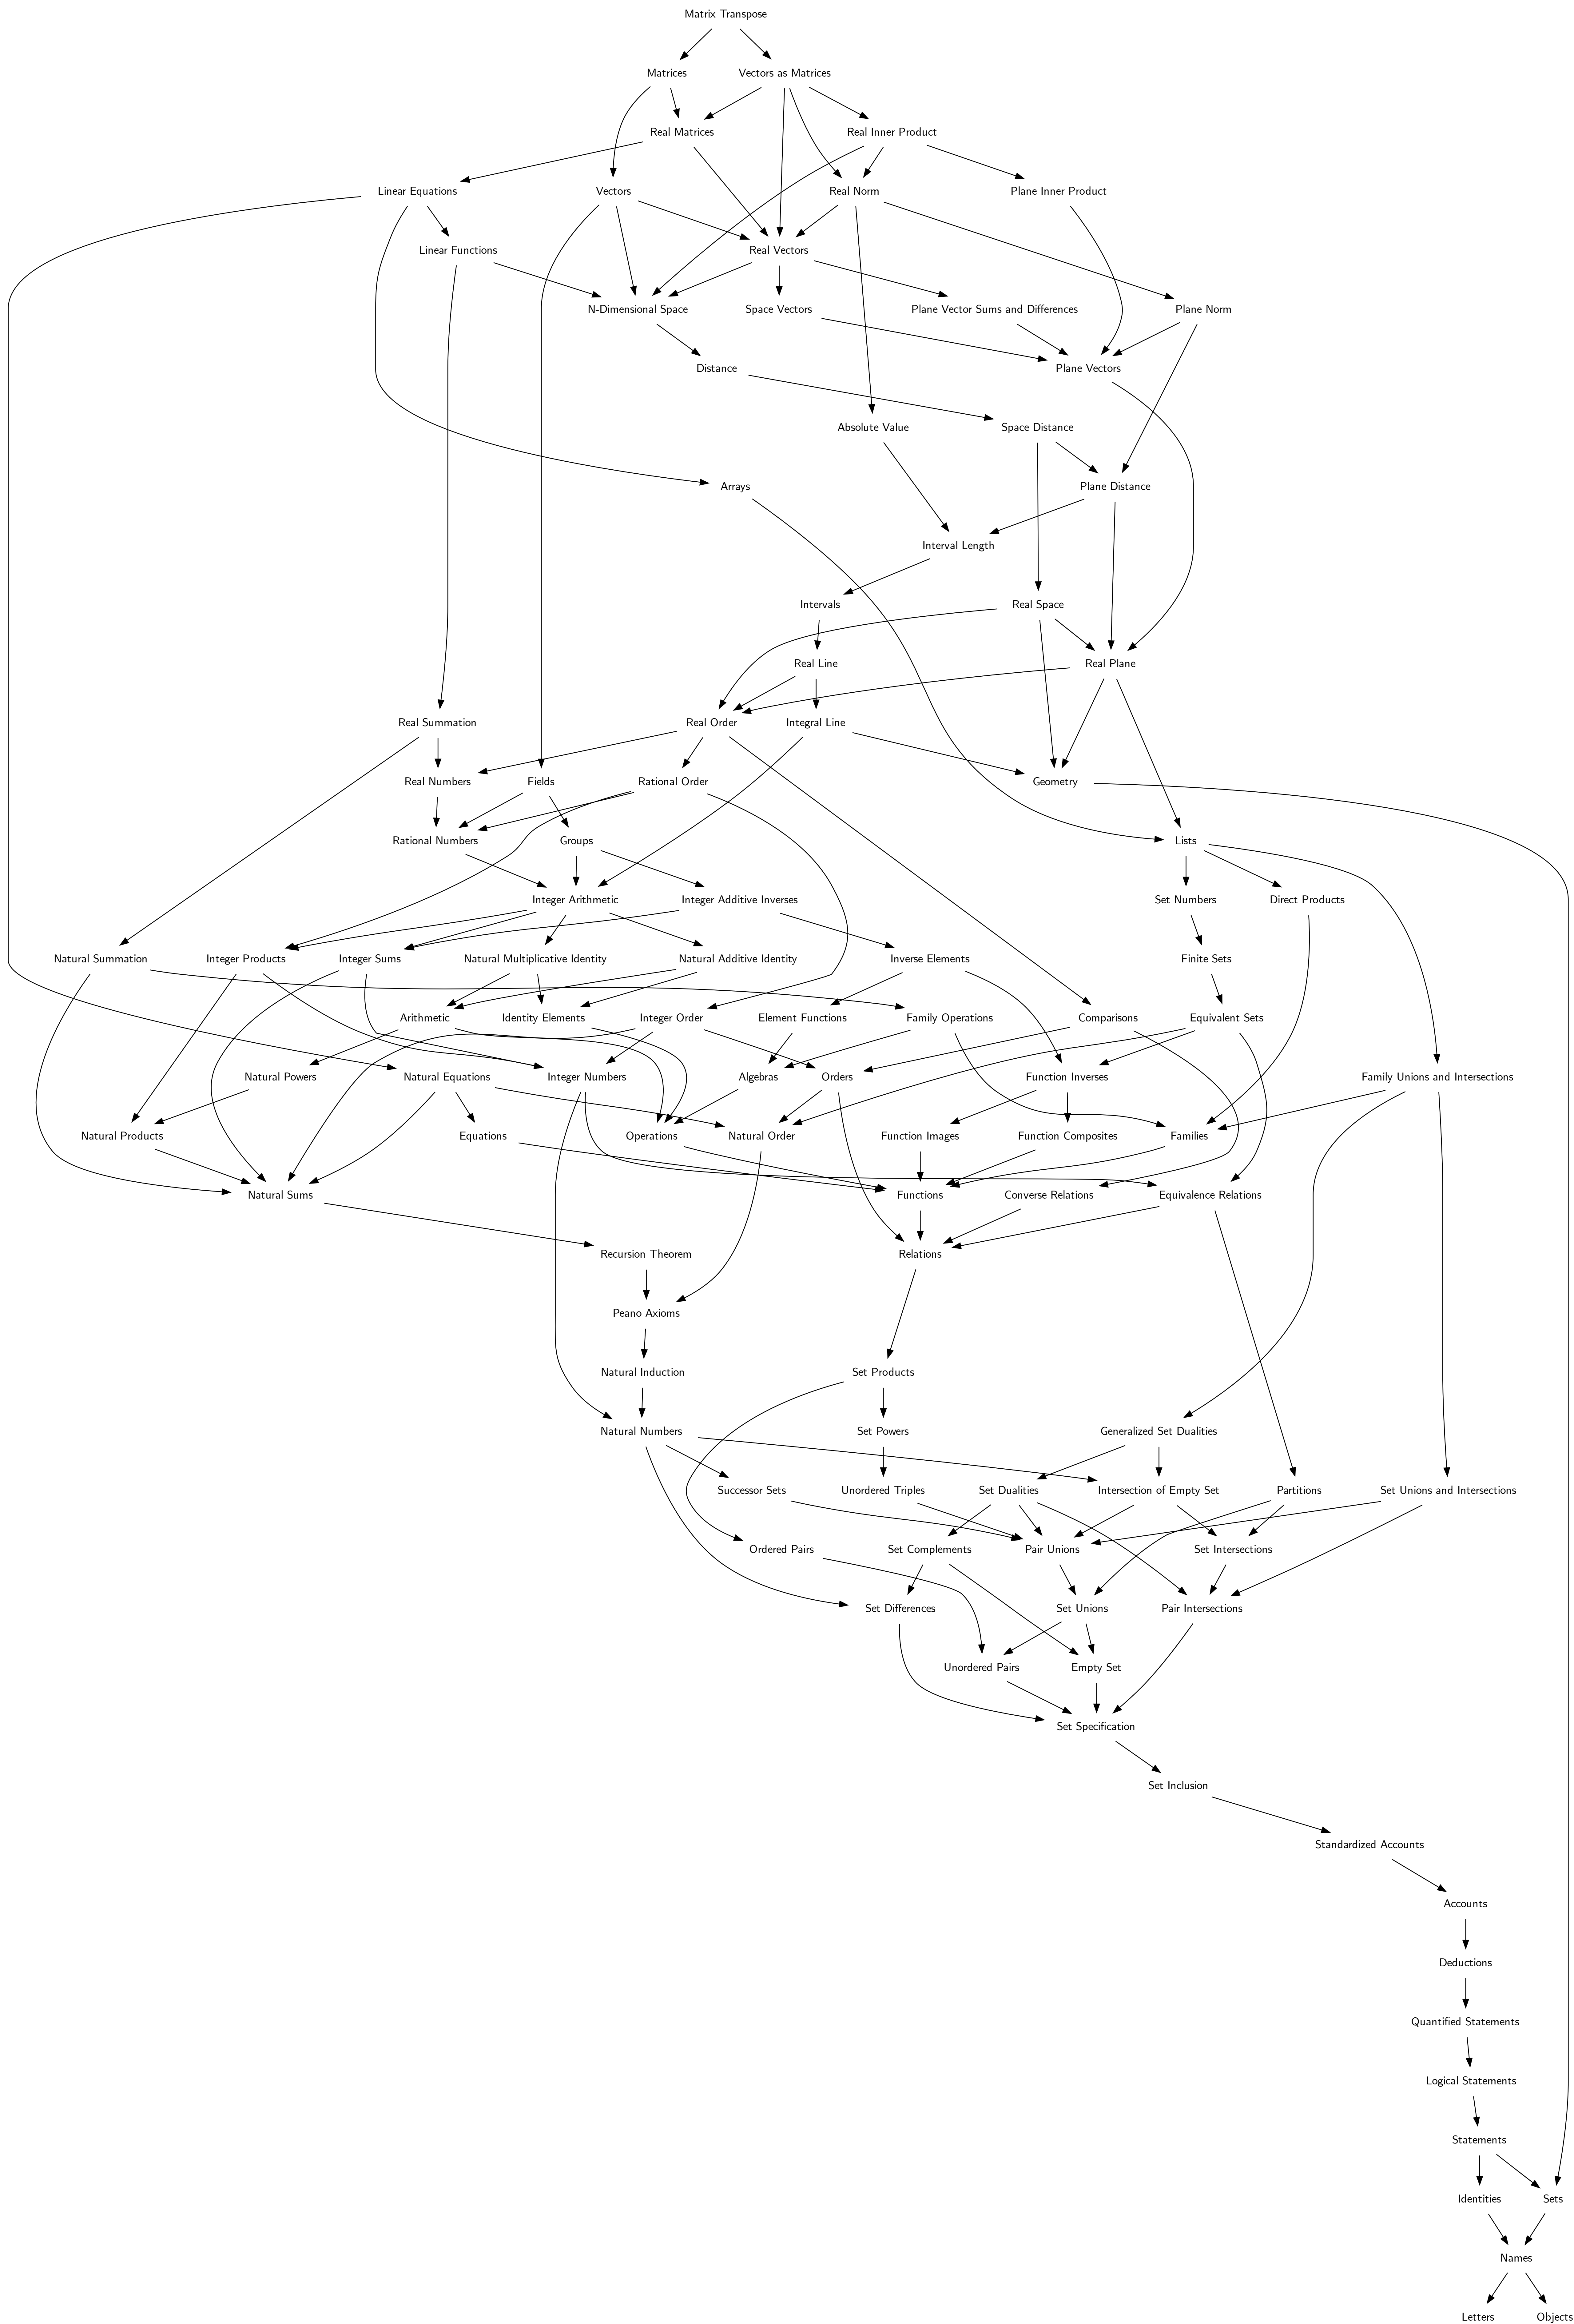 Matrix Transpose
Matrices
Vectors as Matrices
Real Matrices
Real Inner Product
Linear Equations
Vectors
Real Norm
Plane Inner Product
Linear Functions
Real Vectors
N-Dimensional Space
Space Vectors
Plane Vector Sums and Differences
Plane Norm
Distance
Plane Vectors
Absolute Value
Space Distance
Arrays
Plane Distance
Interval Length
Intervals
Real Space
Real Line
Real Plane
Real Summation
Real Order
Integral Line
Real Numbers
Fields
Rational Order
Geometry
Rational Numbers
Groups
Lists
Integer Arithmetic
Integer Additive Inverses
Set Numbers
Direct Products
Natural Summation
Integer Products
Integer Sums
Natural Multiplicative Identity
Natural Additive Identity
Inverse Elements
Finite Sets
Arithmetic
Identity Elements
Integer Order
Element Functions
Family Operations
Comparisons
Equivalent Sets
Natural Powers
Natural Equations
Integer Numbers
Algebras
Orders
Function Inverses
Family Unions and Intersections
Natural Products
Equations
Operations
Natural Order
Function Images
Function Composites
Families
Natural Sums
Functions
Converse Relations
Equivalence Relations
Recursion Theorem
Relations
Peano Axioms
Natural Induction
Set Products
Natural Numbers
Set Powers
Generalized Set Dualities
Successor Sets
Unordered Triples
Set Dualities
Intersection of Empty Set
Partitions
Set Unions and Intersections
Ordered Pairs
Set Complements
Pair Unions
Set Intersections
Set Differences
Set Unions
Pair Intersections
Unordered Pairs
Empty Set
Set Specification
Set Inclusion
Standardized Accounts
Accounts
Deductions
Quantified Statements
Logical Statements
Statements
Identities
Sets
Names
Letters
Objects